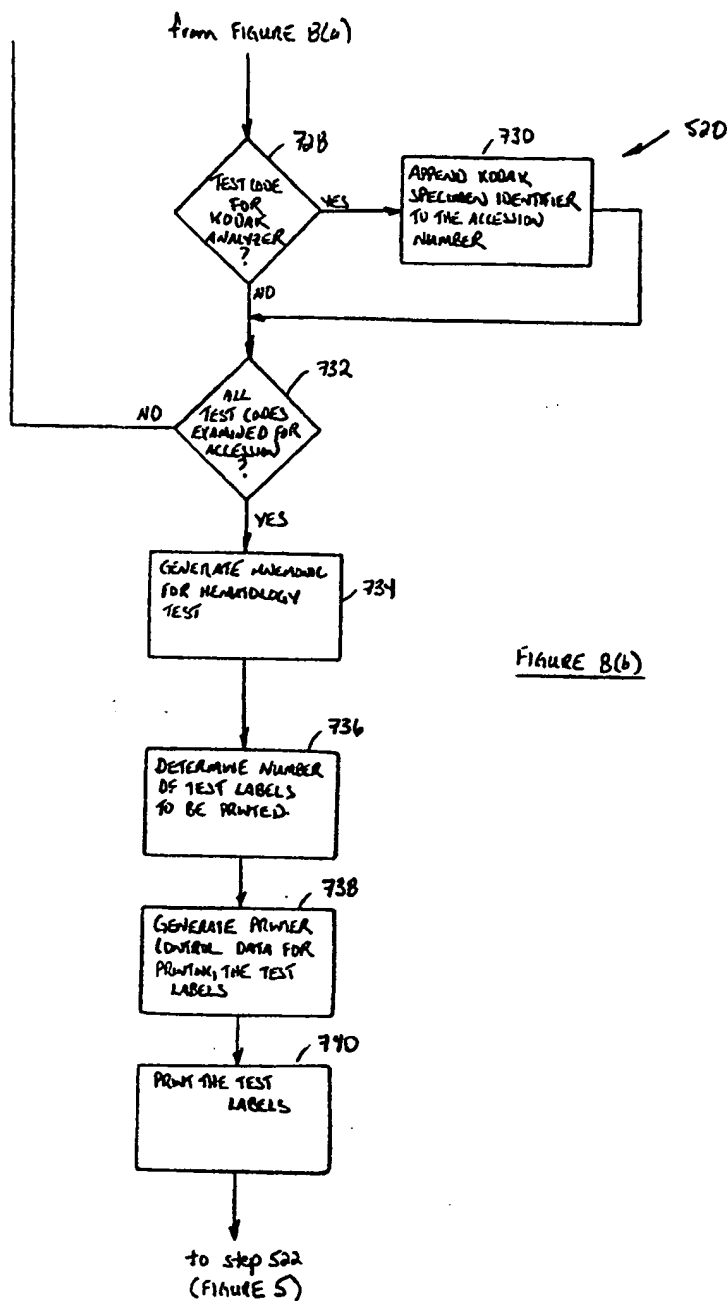 from FIGURE 8(a)
728
TEST CODE
FOR
KODAK
ANALYZER
?
YES
730
APPEND KODAK
SPECIMEN IDENTIFIER
TO THE ACCESSION
NUMBER
520
NO
732
ALL
TEST CODES
EXAMINED FOR
ACCESSION
?
NO
YES
GENERATE MNEMONIC
FOR HEMATOLOGY
TEST
734
FIGURE 8(b)
736
DETERMINE NUMBER
OF TEST LABELS
TO BE PRINTED.
738
GENERATE PRINTER
CONTROL DATA FOR
PRINTING THE TEST
LABELS
740
PRINT THE TEST
LABELS
to step 522
(FIGURE 5)